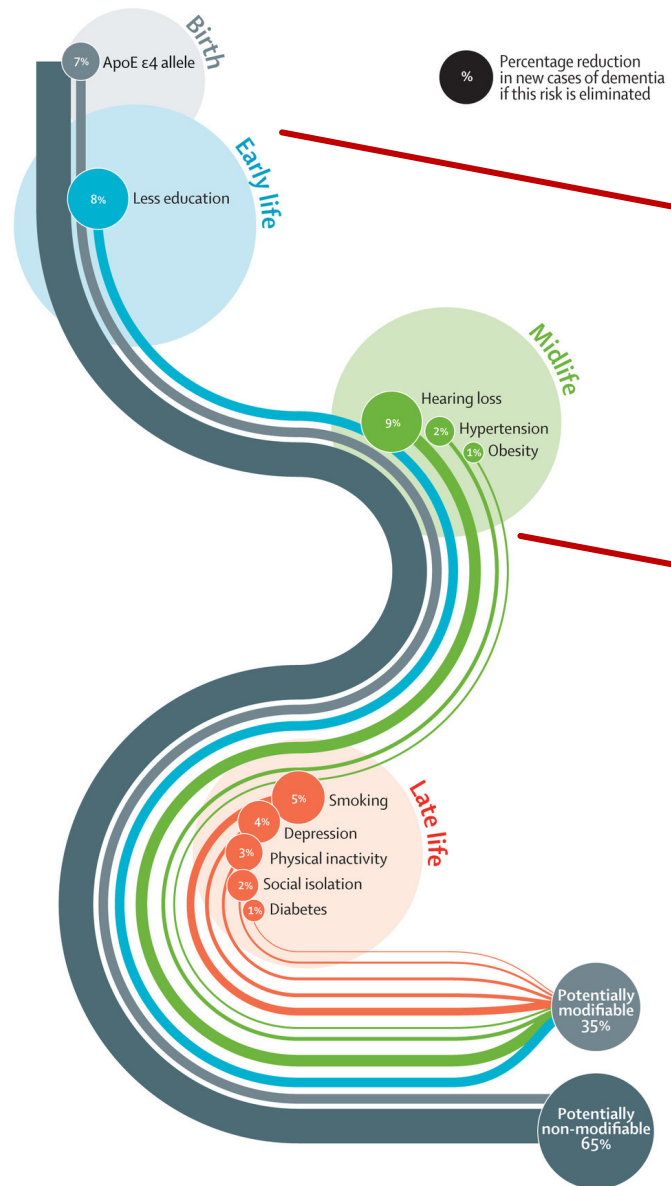 Birth
7%
ApoE ε4 allele
%
Percentage reduction
in new cases of dementia
if this risk is eliminated
Early life
8%
Less education
Midlife
Hearing loss
9%
2%
Hypertension
1%
Obesity
Late life
5%
Smoking
4%
Depression
3%
Physical inactivity
2%
Social isolation
1%
Diabetes
Potentially
modifiable
35%
Potentially
non-modifiable
65%